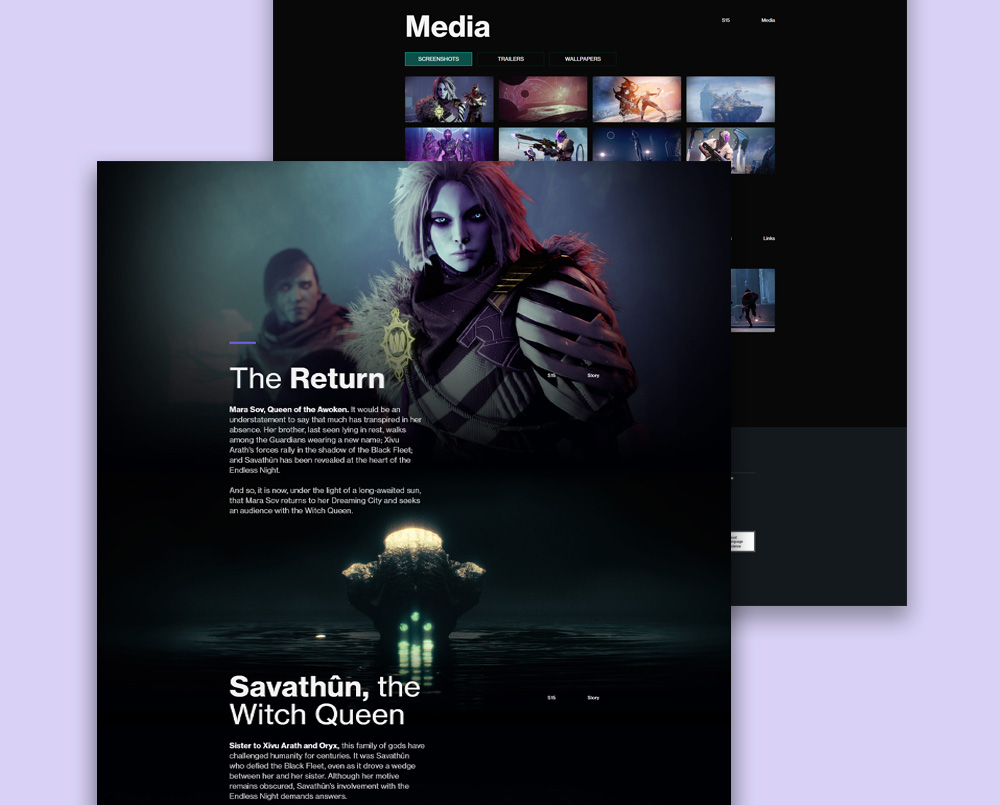 Media
S15 Media
SCREENSHOTS TRAILERS WALLPAPERS
Links
The Return
S15 Story
Mara Sov, Queen of the Awoken. It would be an
understatement to say that much has transpired in her
absence. Her brother, last seen lying in rest, walks
among the Guardians wearing a new name; Xivu
Arath's forces rally in the shadow of the Black Fleet;
and Savathûn has been revealed at the heart of the
Endless Night.
And so, it is now, under the light of a long-awaited sun,
that Mara Sov returns to her Dreaming City and seeks
an audience with the Witch Queen.
Savathûn, the
Witch Queen
S15 Story
Sister to Xivu Arath and Oryx, this family of gods have
challenged humanity for centuries. It was Savathûn
who defied the Black Fleet, even as it drove a wedge
between her and her sister. Although her motive
remains obscured, Savathûn's involvement with the
Endless Night demands answers.